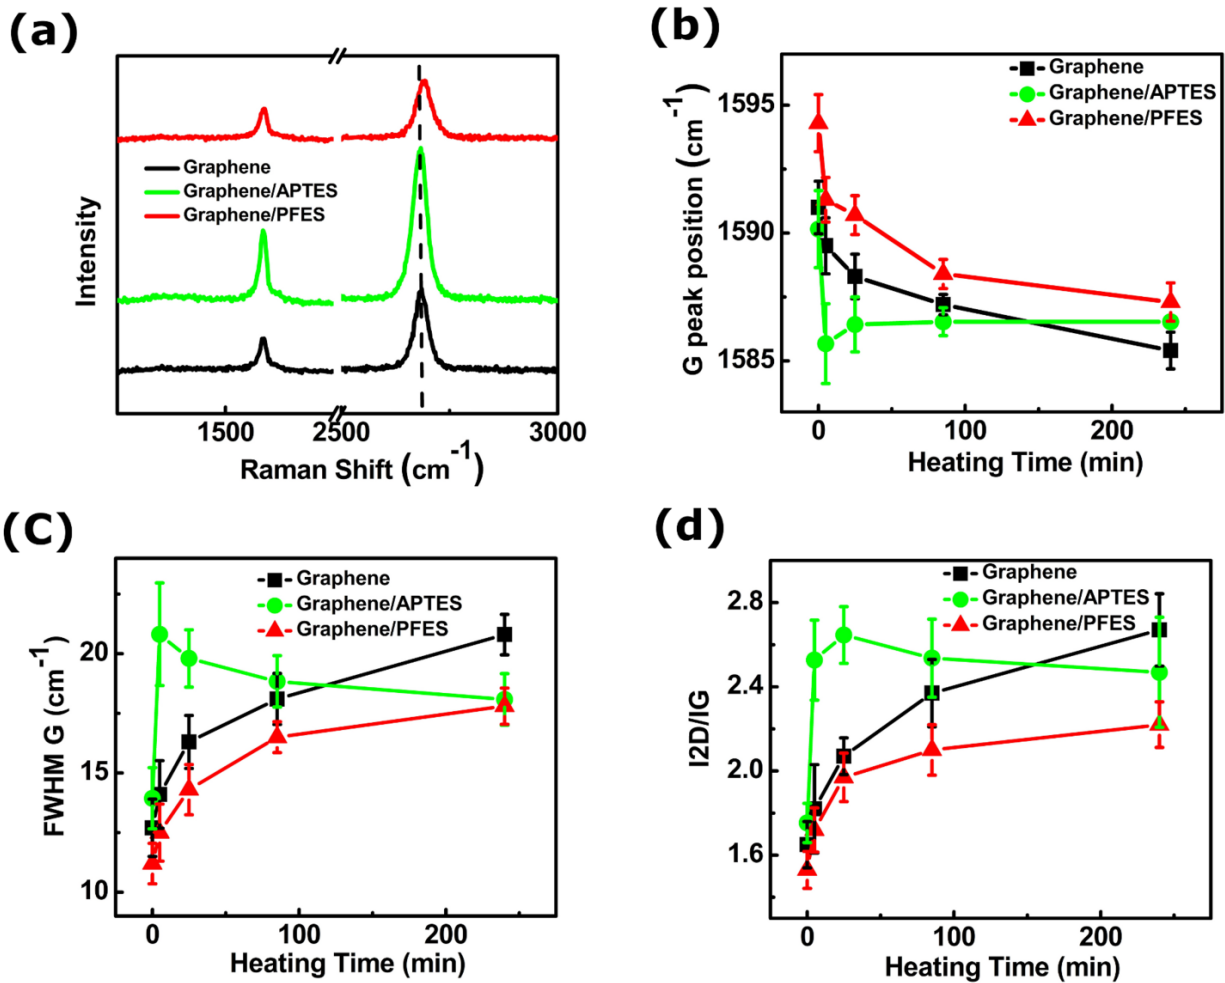 (a)
Intensity
Graphene
Graphene/APTES
Graphene/PFES
1500
2500
3000
Raman Shift (cm-1)
(b)
G peak position (cm-1)
1595
1590
1585
Graphene
Graphene/APTES
Graphene/PFES
0
100
200
Heating Time (min)
(C)
FWHM G (cm-1)
20
15
10
Graphene
Graphene/APTES
Graphene/PFES
0
100
200
Heating Time (min)
(d)
I2D/IG
2.8
2.4
2.0
1.6
Graphene
Graphene/APTES
Graphene/PFES
0
100
200
Heating Time (min)